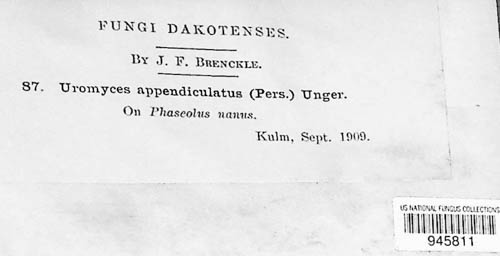 FUNGI DAKOTENSES.
BY J. F. BRENCKLE.
87. Uromyces appendiculatus (Pers.) Unger.
On Phaseolus nanus.
Kulm, Sept. 1909.
US NATIONAL FUNGUS COLLECTIONS
945811